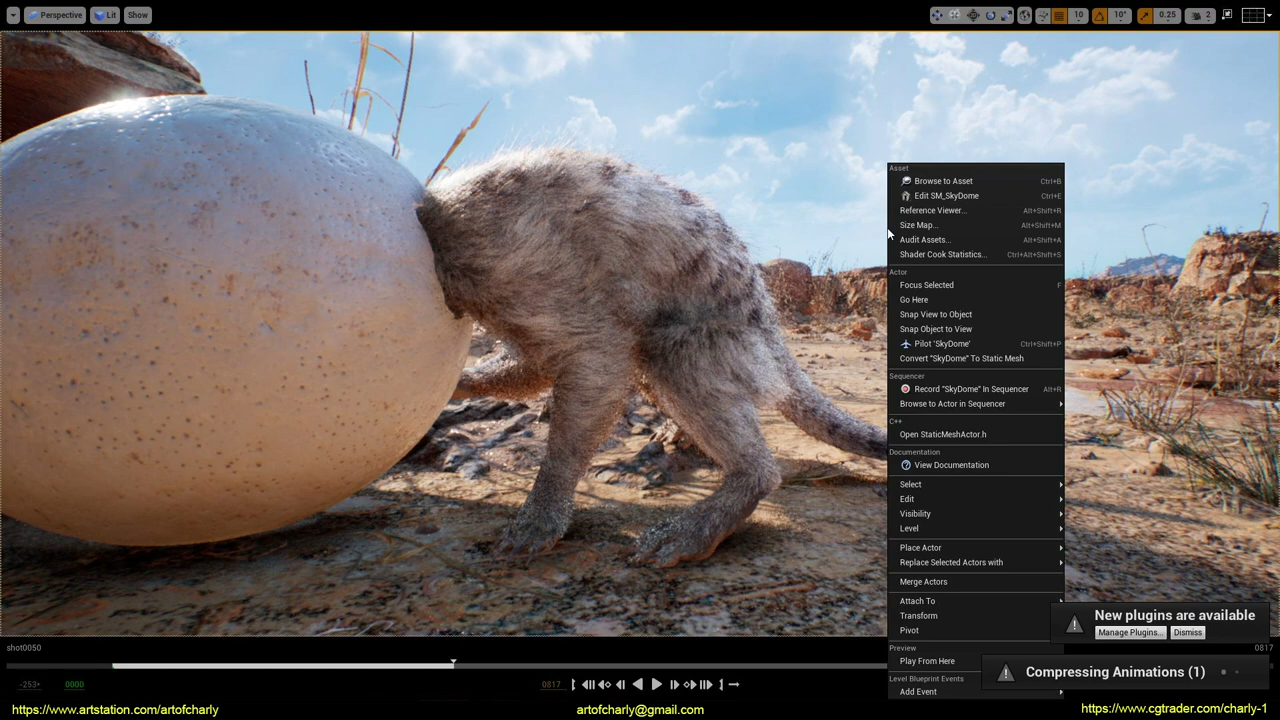 Perspective Lit Show 10 10° 0.25 2
Asset
Browse to Asset Ctrl+B
Edit SM_SkyDome Ctrl+E
Reference Viewer... Alt+Shift+R
Size Map... Alt+Shift+M
Audit Assets... Alt+Shift+A
Shader Cook Statistics... Ctrl+Alt+Shift+S
Actor
Focus Selected F
Go Here
Snap View to Object
Snap Object to View
Pilot 'SkyDome' Ctrl+Shift+P
Convert "SkyDome" To Static Mesh
Sequencer
Record "SkyDome" In Sequencer Alt+R
Browse to Actor in Sequencer
C++
Open StaticMeshActor.h
Documentation
View Documentation
Select
Edit
Visibility
Level
Place Actor
Replace Selected Actors with
Merge Actors
Attach To
Transform
Pivot
Preview
Play From Here
Level Blueprint Events
Add Event
New plugins are available
Manage Plugins... Dismiss
Compressing Animations (1)
shot0050 0817
-253* 0000 0817
https://www.artstation.com/artofcharly artofcharly@gmail.com https://www.cgtrader.com/charly-1